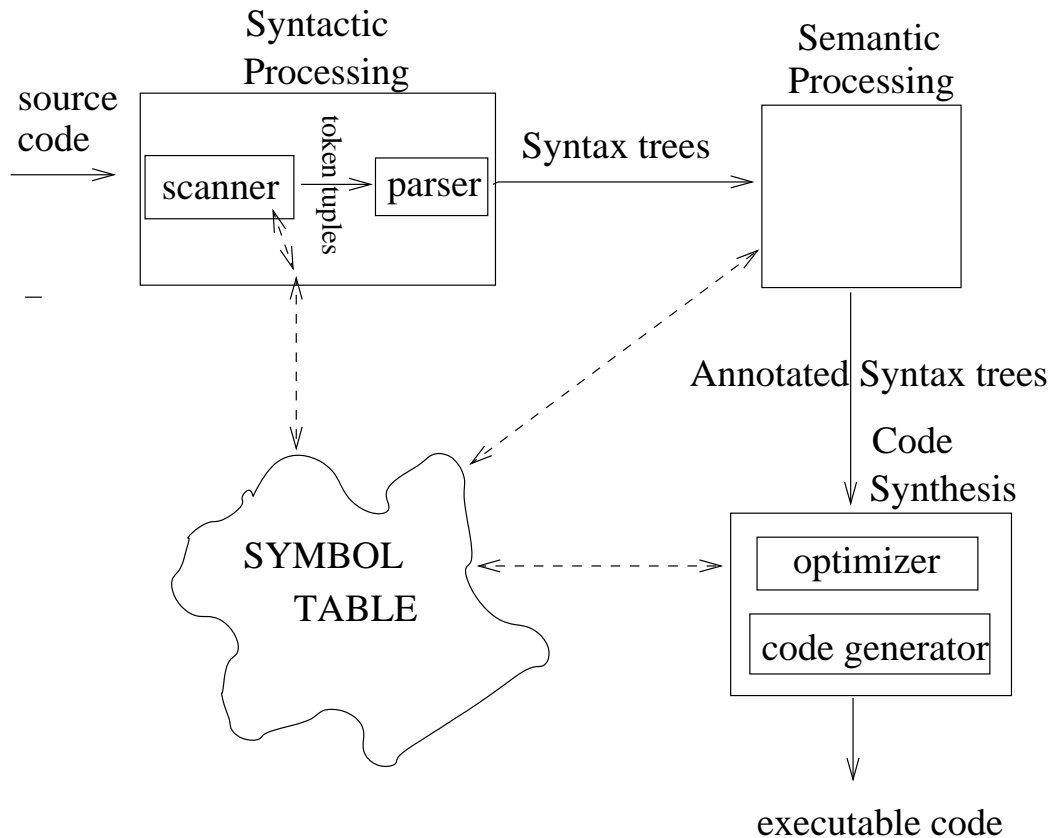 Syntactic
Processing
Semantic
Processing
source
code
scanner
token tuples
parser
Syntax trees
Annotated Syntax trees
Code
Synthesis
SYMBOL
TABLE
optimizer
code generator
executable code